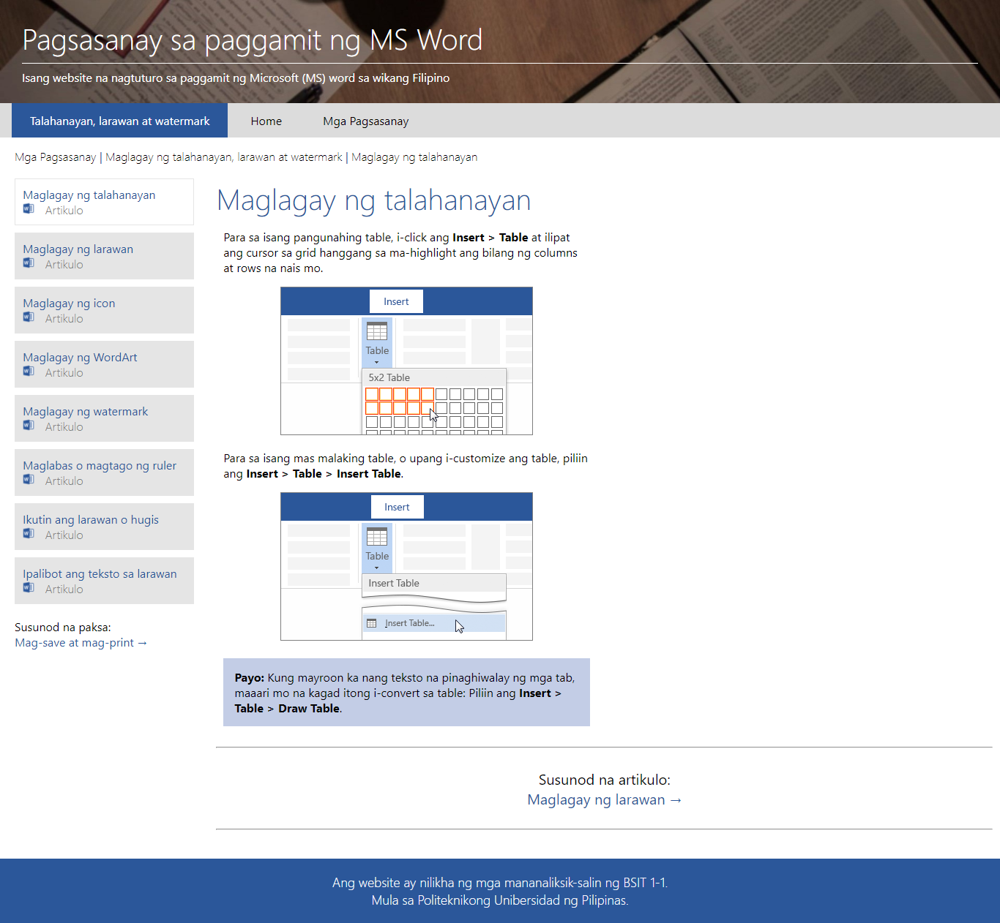 Pagsasanay sa paggamit ng MS Word
Isang website na nagtuturo sa paggamit ng Microsoft (MS) word sa wikang Filipino
Talahanayan, larawan at watermark Home Mga Pagsasanay
Mga Pagsasanay | Maglagay ng talahanayan, larawan at watermark | Maglagay ng talahanayan
Maglagay ng talahanayan
Artikulo
Maglagay ng larawan
Artikulo
Maglagay ng icon
Artikulo
Maglagay ng WordArt
Artikulo
Maglagay ng watermark
Artikulo
Maglabas o magtago ng ruler
Artikulo
Ikutin ang larawan o hugis
Artikulo
Ipalibot ang teksto sa larawan
Artikulo
Susunod na paksa:
Mag-save at mag-print →
Maglagay ng talahanayan
Para sa isang pangunahing table, i-click ang Insert > Table at ilipat
ang cursor sa grid hanggang sa ma-highlight ang bilang ng columns
at rows na nais mo.
Insert
Table
5x2 Table
Para sa isang mas malaking table, o upang i-customize ang table, piliin
ang Insert > Table > Insert Table.
Insert
Table
Insert Table
Insert Table...
Payo: Kung mayroon ka nang teksto na pinaghiwalay ng mga tab,
maaari mo na kagad itong i-convert sa table: Piliin ang Insert >
Table > Draw Table.
Susunod na artikulo:
Maglagay ng larawan →
Ang website ay nilikha ng mga mananaliksik-salin ng BSIT 1-1.
Mula sa Politeknikong Unibersidad ng Pilipinas.